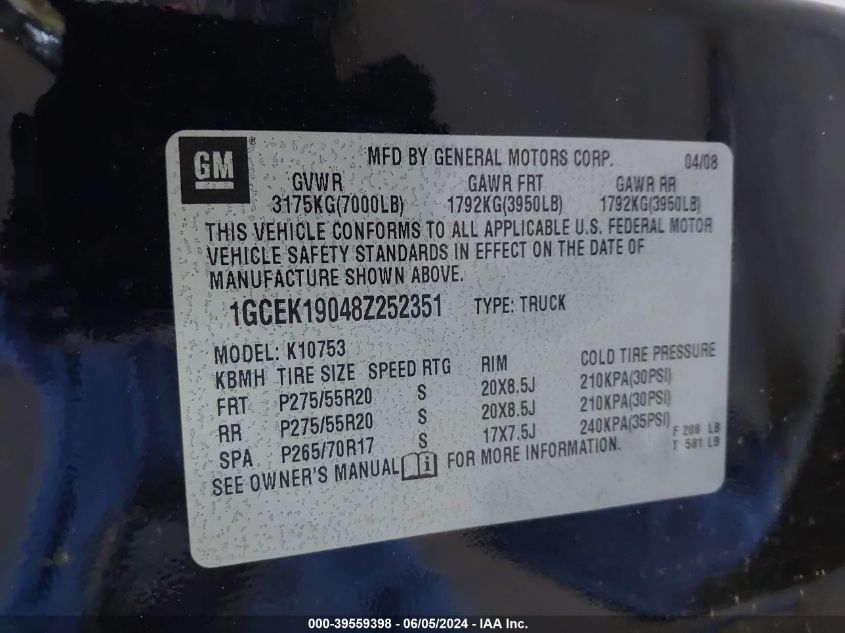 GM ® MFD BY GENERAL MOTORS CORP. 04/08
GVWR GAWR FRT GAWR RR
3175KG(7000LB) 1792KG(3950LB) 1792KG(3950LB)
THIS VEHICLE CONFORMS TO ALL APPLICABLE U.S. FEDERAL MOTOR
VEHICLE SAFETY STANDARDS IN EFFECT ON THE DATE OF
MANUFACTURE SHOWN ABOVE.
1GCEK19048Z252351 TYPE: TRUCK
MODEL: K10753
KBMH TIRE SIZE SPEED RTG RIM COLD TIRE PRESSURE
FRT P275/55R20 S 20X8.5J 210KPA(30PSI)
RR P275/55R20 S 20X8.5J 210KPA(30PSI)
SPA P265/70R17 S 17X7.5J 240KPA(35PSI) F 208 LB
SEE OWNER'S MANUAL i FOR MORE INFORMATION. T 581 LB
000-39559398 - 06/05/2024 - IAA Inc.